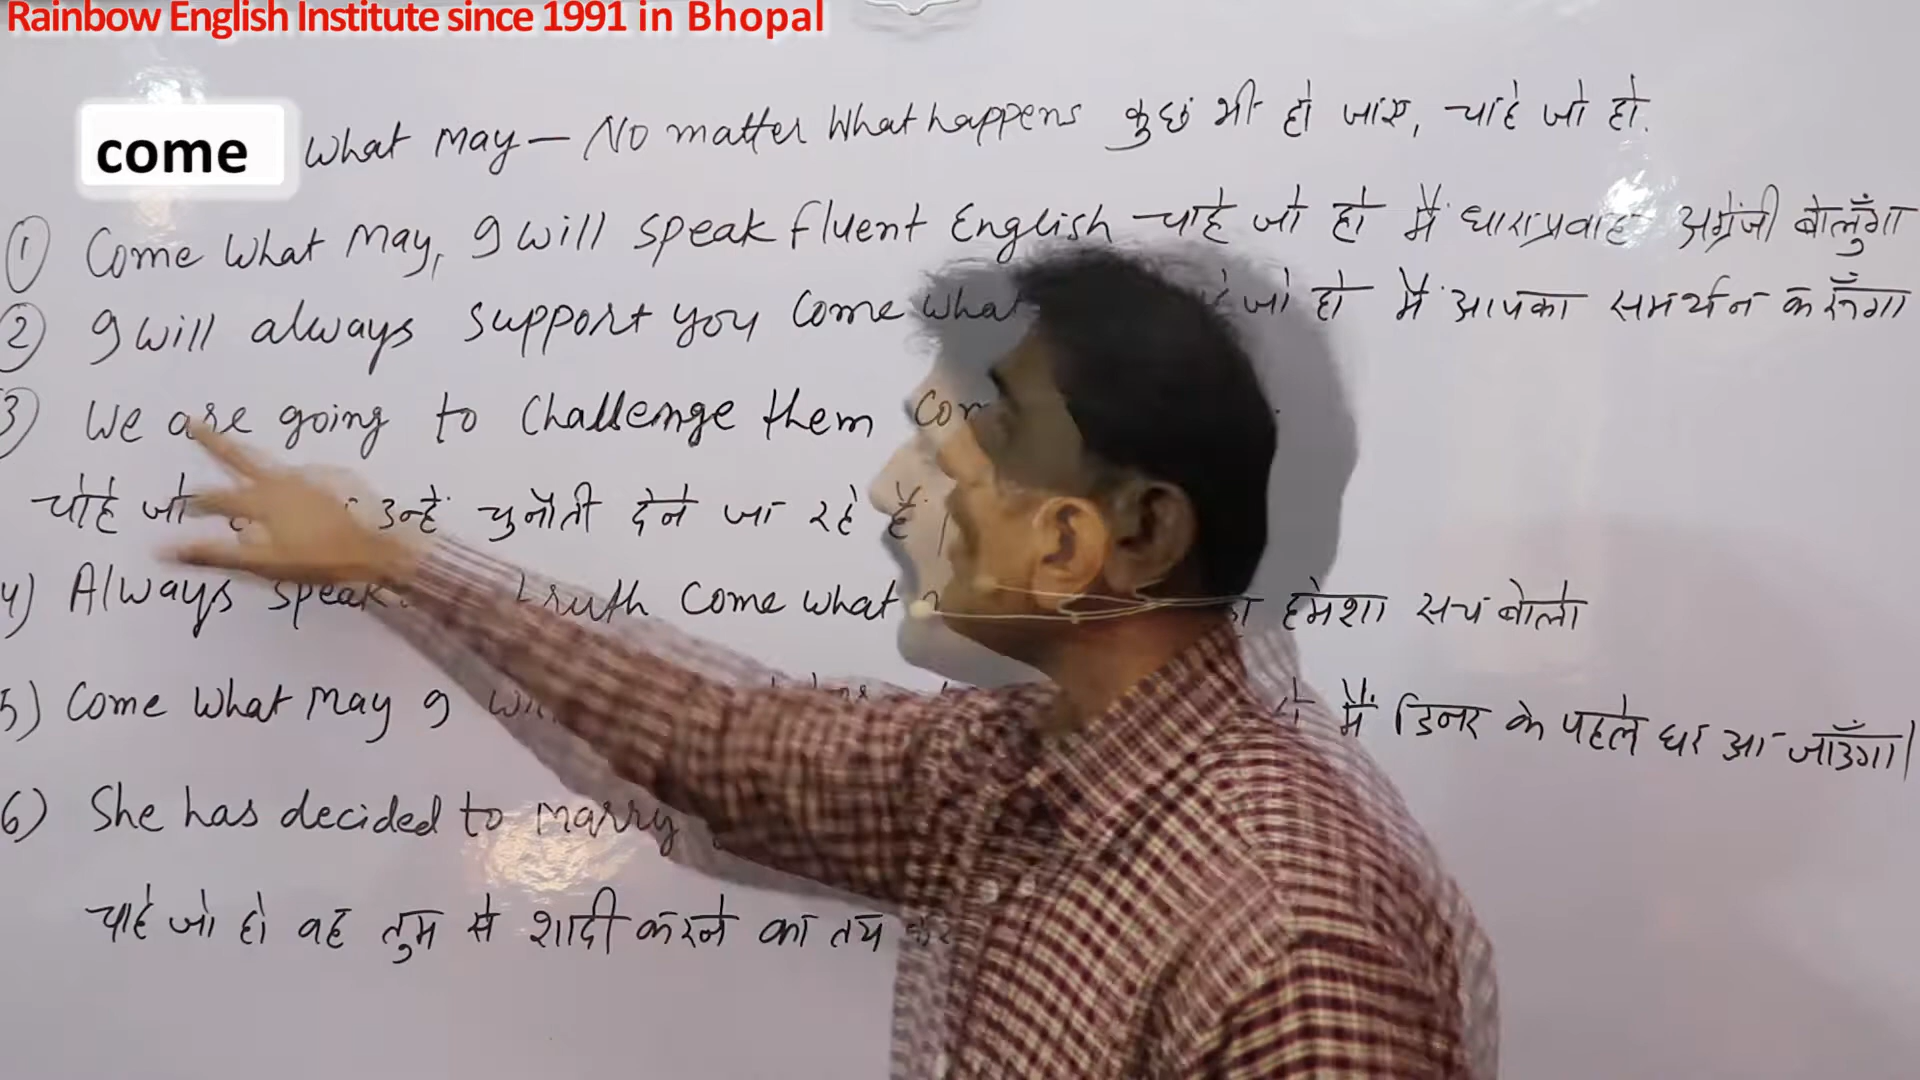 Rainbow English Institute since 1991 in Bhopal
come what may — No matter what happens कुछ भी हो जाए, चाहे जो हो.
① Come what may, I will speak fluent English चाहे जो हो मैं धाराप्रवाह अंग्रेजी बोलुँगा
② I will always support you come what जो हो मैं आपका समर्थन करूँगा
3) We are going to challenge them
चाहे जो उन्हें चुनौती देने जा रहे हैं |
4) Always speak truth come what हमेशा सच बोलो
5) Come what may I मैं डिनर के पहले घर आ जाउँगा|
6) She has decided to marry
चाहे जो हो वह तुम से शादी करने का तय